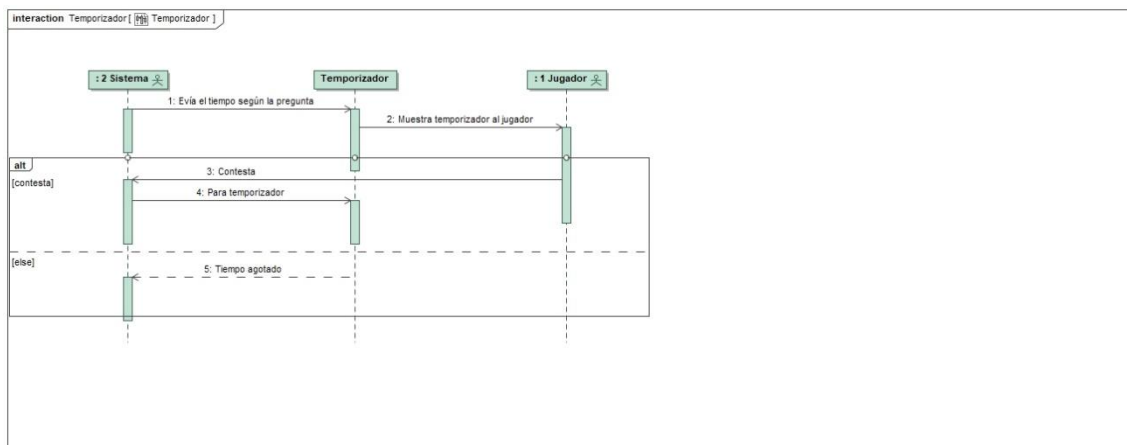 interaction Temporizador[ Temporizador ]
: 2 Sistema
Temporizador
: 1 Jugador
1: Evía el tiempo según la pregunta
2: Muestra temporizador al jugador
alt
3: Contesta
[contesta]
4: Para temporizador
[else]
5: Tiempo agotado